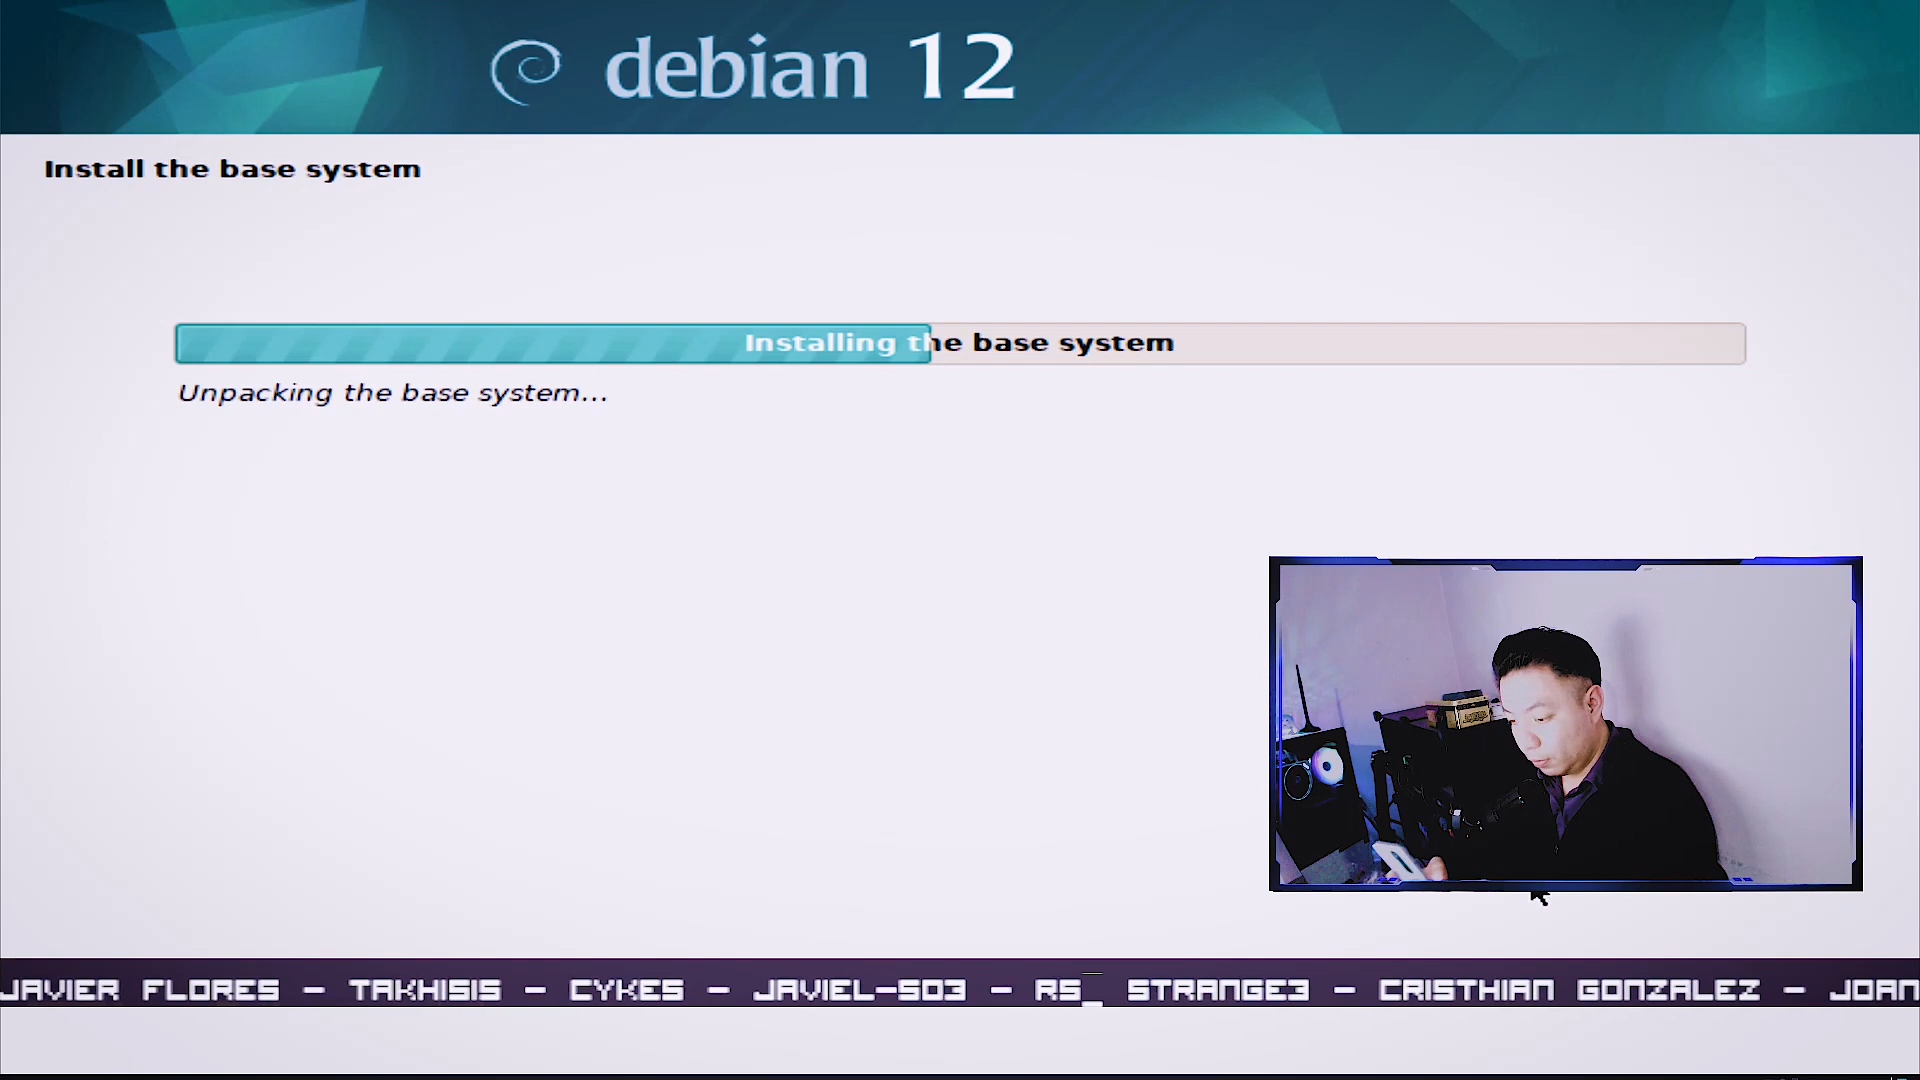 debian 12
Install the base system
Installing the base system
Unpacking the base system...
JAVIER FLORES - TAKHISIS - CYKES - JAVIEL-503 - RS_ STRANGE3 - CRISTHIAN GONZALEZ - JOAN